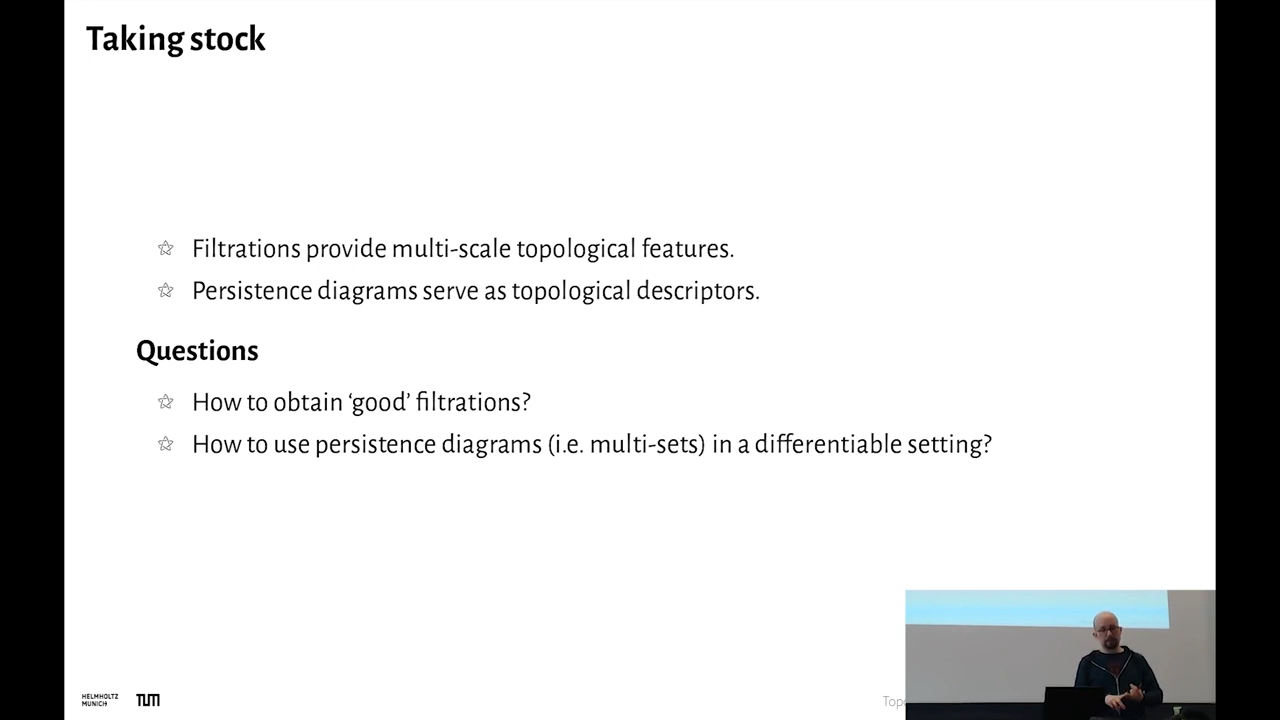 Taking stock
☆ Filtrations provide multi-scale topological features.
☆ Persistence diagrams serve as topological descriptors.
Questions
☆ How to obtain ‘good’ filtrations?
☆ How to use persistence diagrams (i.e. multi-sets) in a differentiable setting?
HELMHOLTZ
MUNICH
TUM